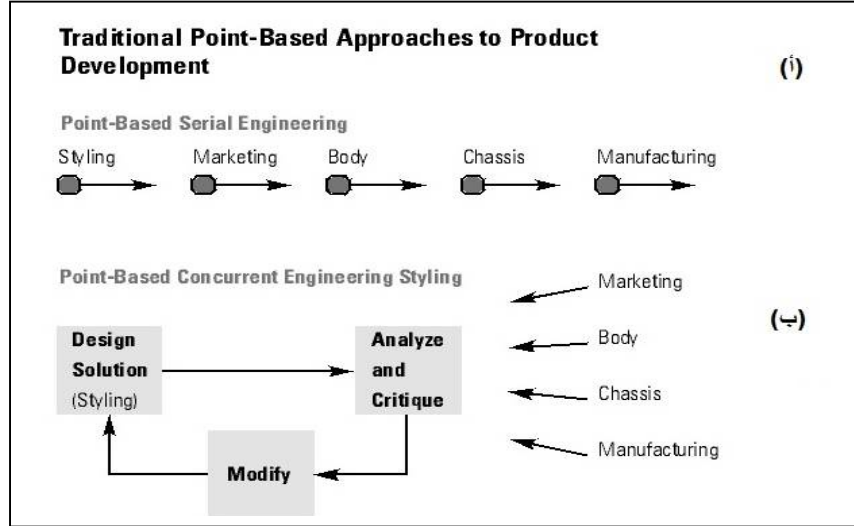 Traditional Point-Based Approaches to Product
Development
(أ)
Point-Based Serial Engineering
Styling Marketing Body Chassis Manufacturing
Point-Based Concurrent Engineering Styling
Marketing
(ب)
Design
Solution
(Styling)
Analyze
and
Critique
Body
Chassis
Manufacturing
Modify